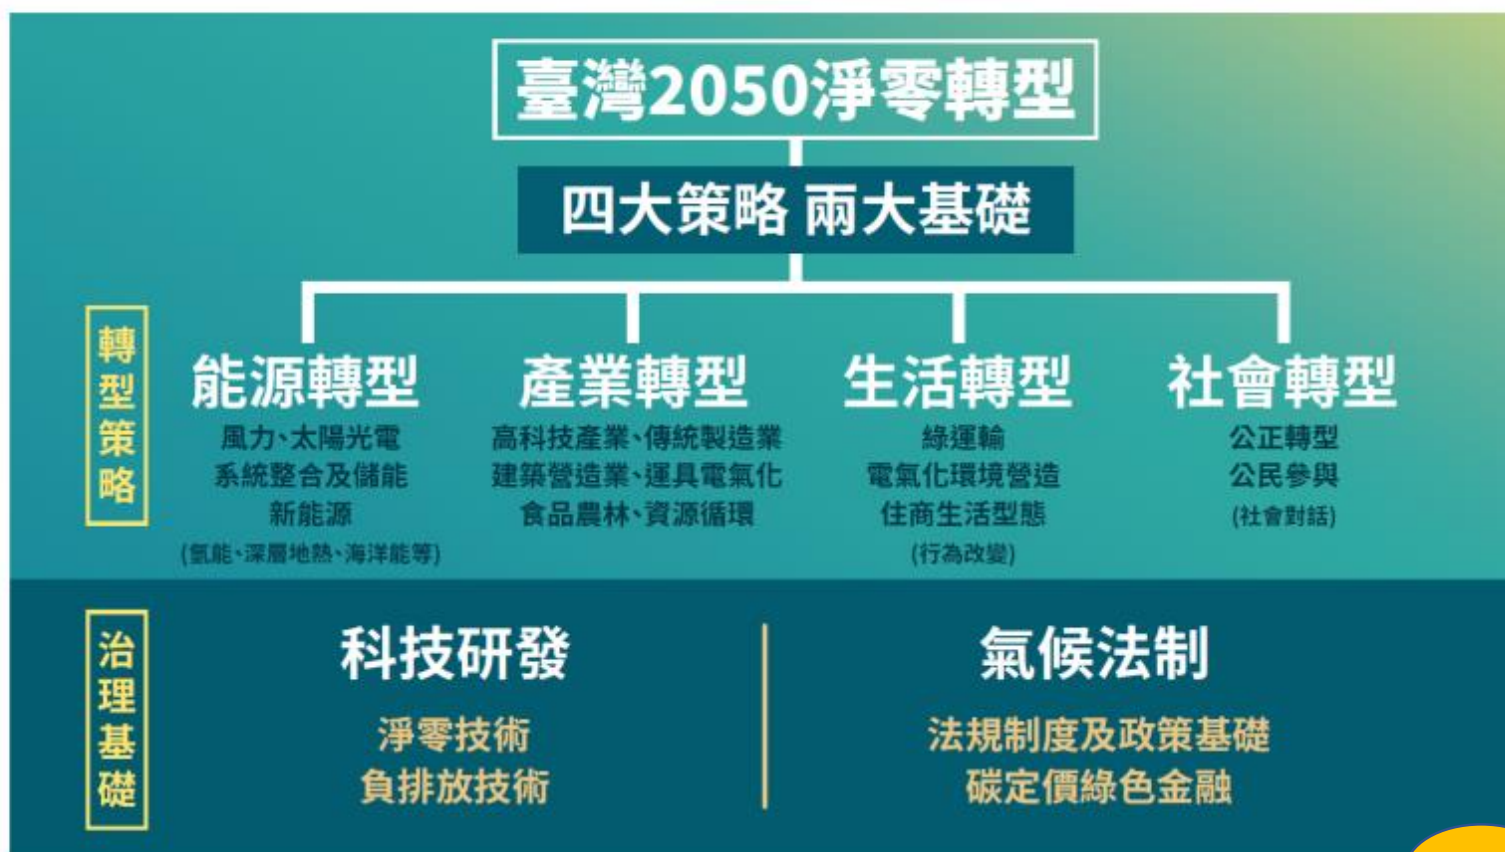 臺灣2050淨零轉型
四大策略 兩大基礎
轉型策略
能源轉型
風力、太陽光電
系統整合及儲能
新能源
(氫能、深層地熱、海洋能等)
產業轉型
高科技產業、傳統製造業
建築營造業、運具電氣化
食品農林、資源循環
生活轉型
綠運輸
電氣化環境營造
住商生活型態
(行為改變)
社會轉型
公正轉型
公民參與
(社會對話)
治理基礎
科技研發
淨零技術
負排放技術
氣候法制
法規制度及政策基礎
碳定價綠色金融